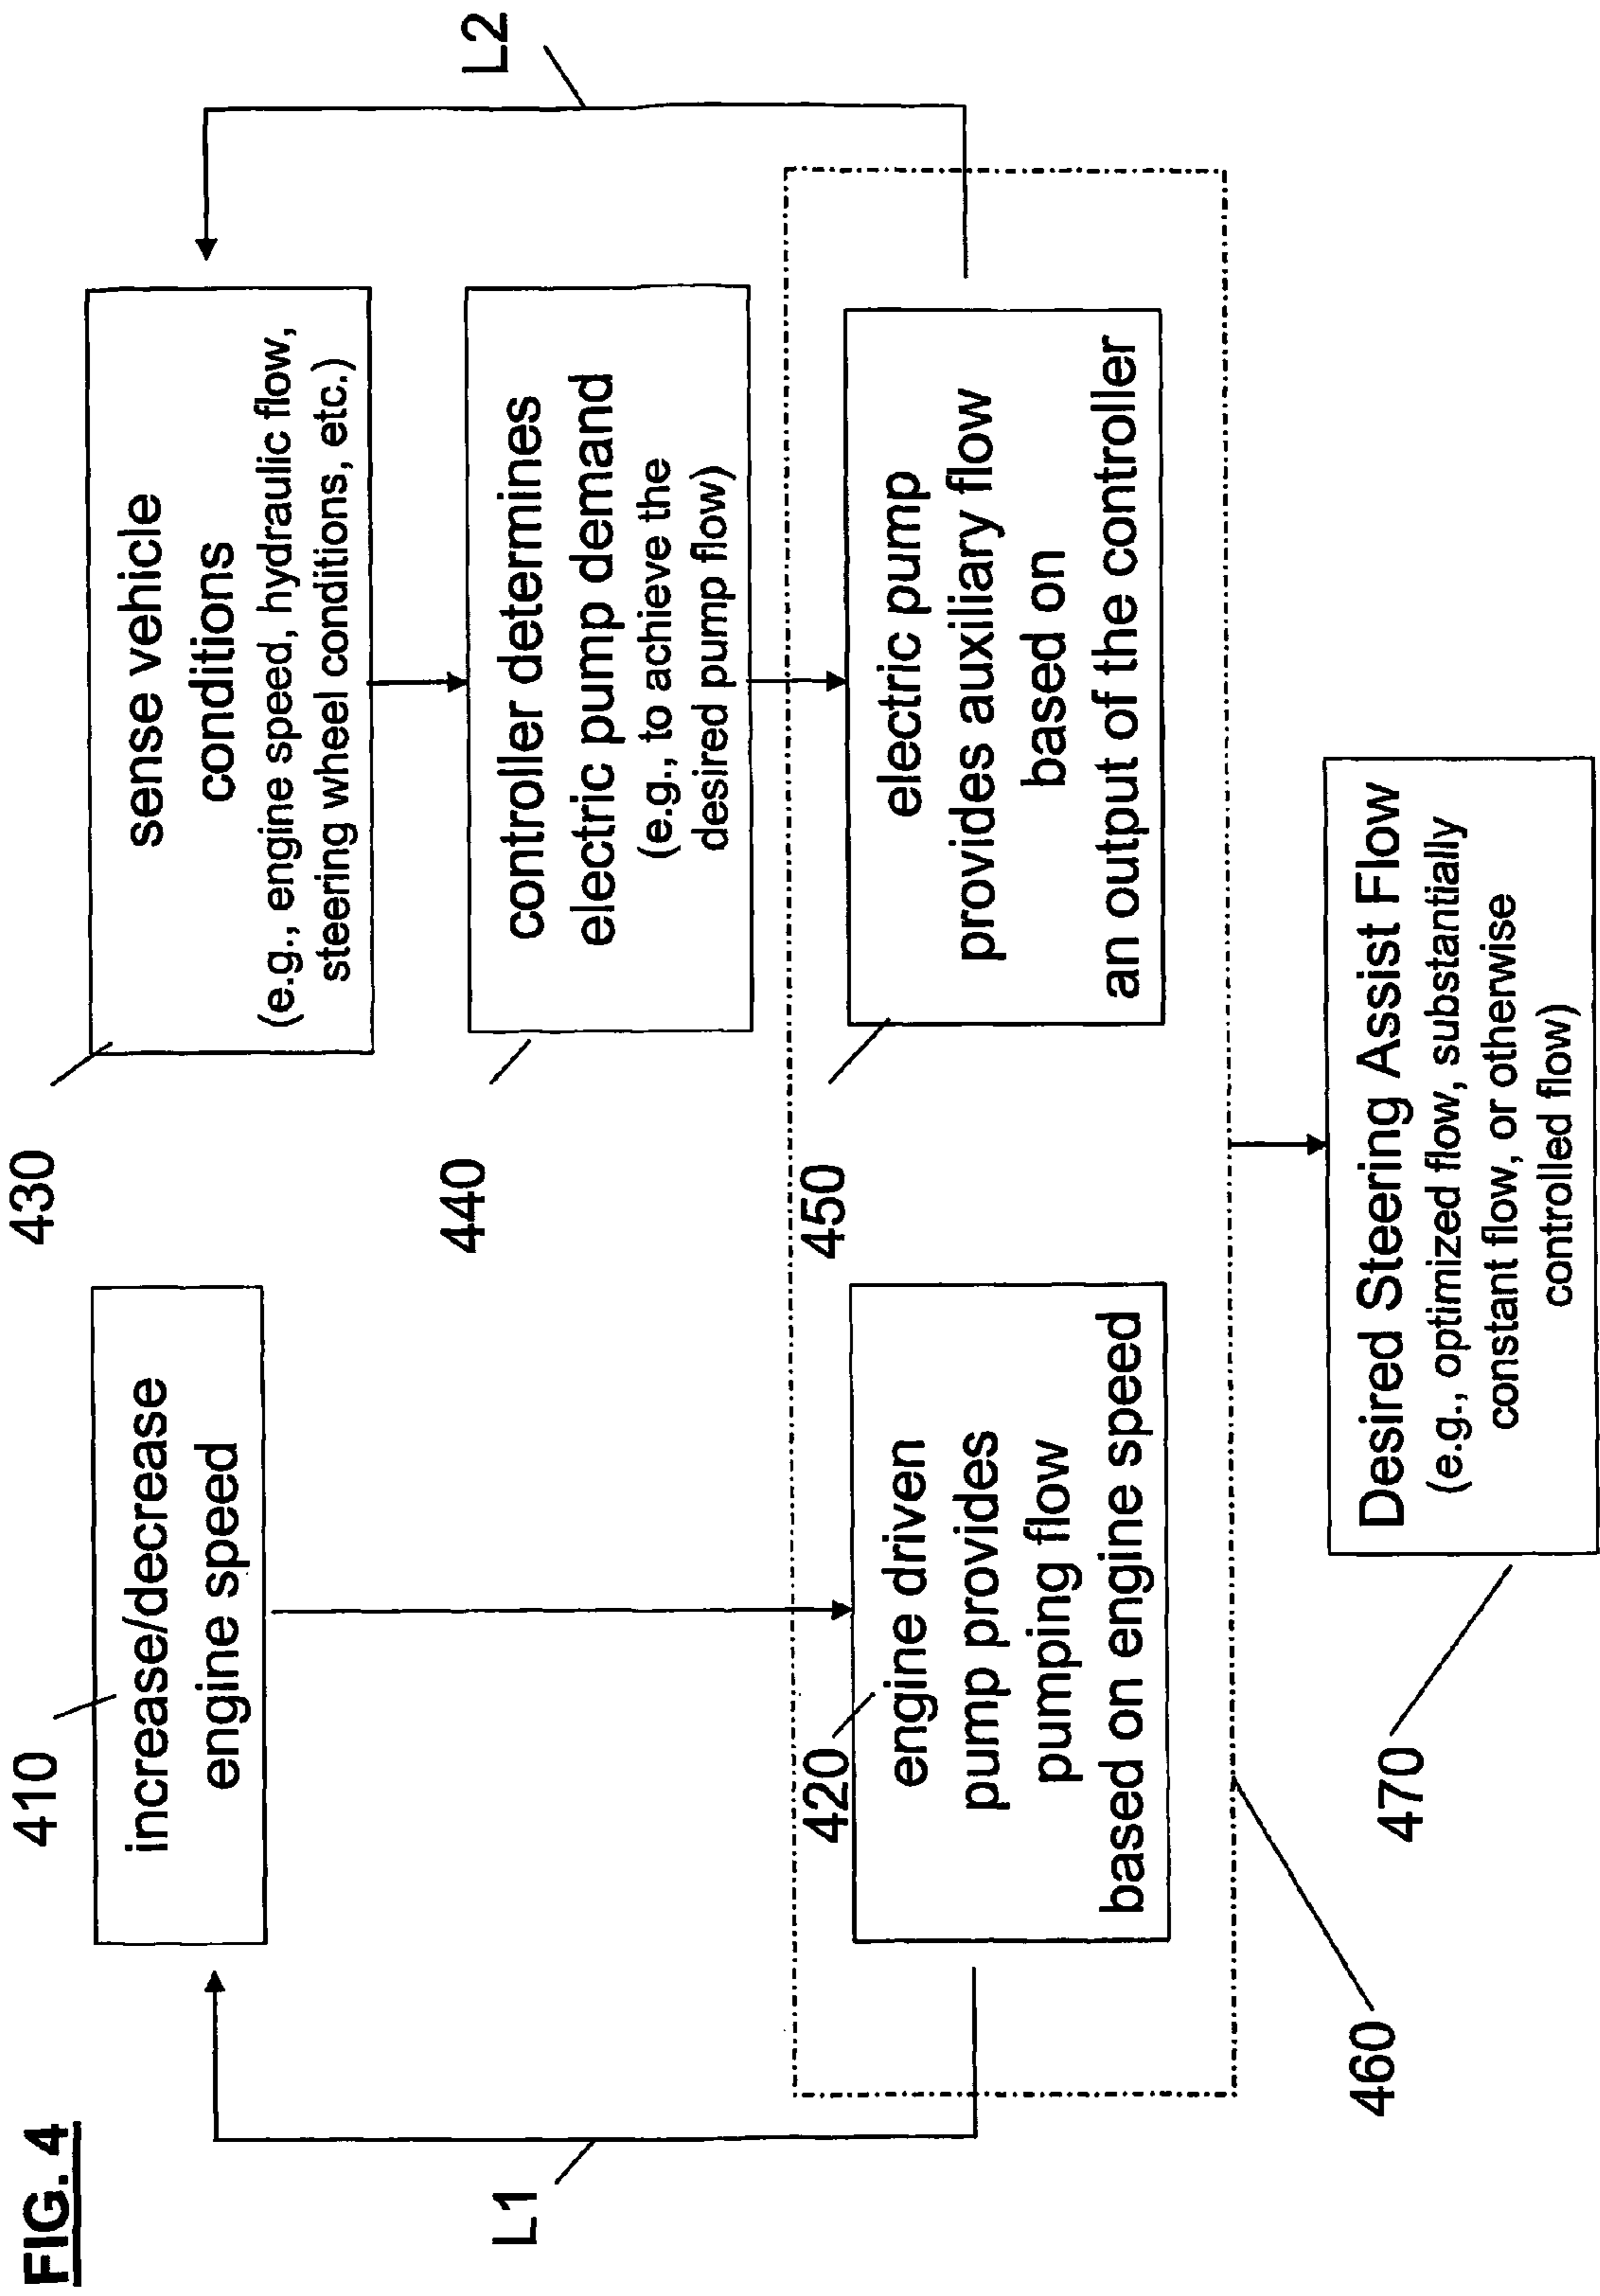 FIG. 4
410
increase/decrease
engine speed
430
sense vehicle
conditions
(e.g., engine speed, hydraulic flow,
steering wheel conditions, etc.)
L1
L2
440
controller determines
electric pump demand
(e.g., to achieve the
desired pump flow)
420
engine driven
pump provides
pumping flow
based on engine speed
450
electric pump
provides auxiliary flow
based on
an output of the controller
460
470
Desired Steering Assist Flow
(e.g., optimized flow, substantially
constant flow, or otherwise
controlled flow)